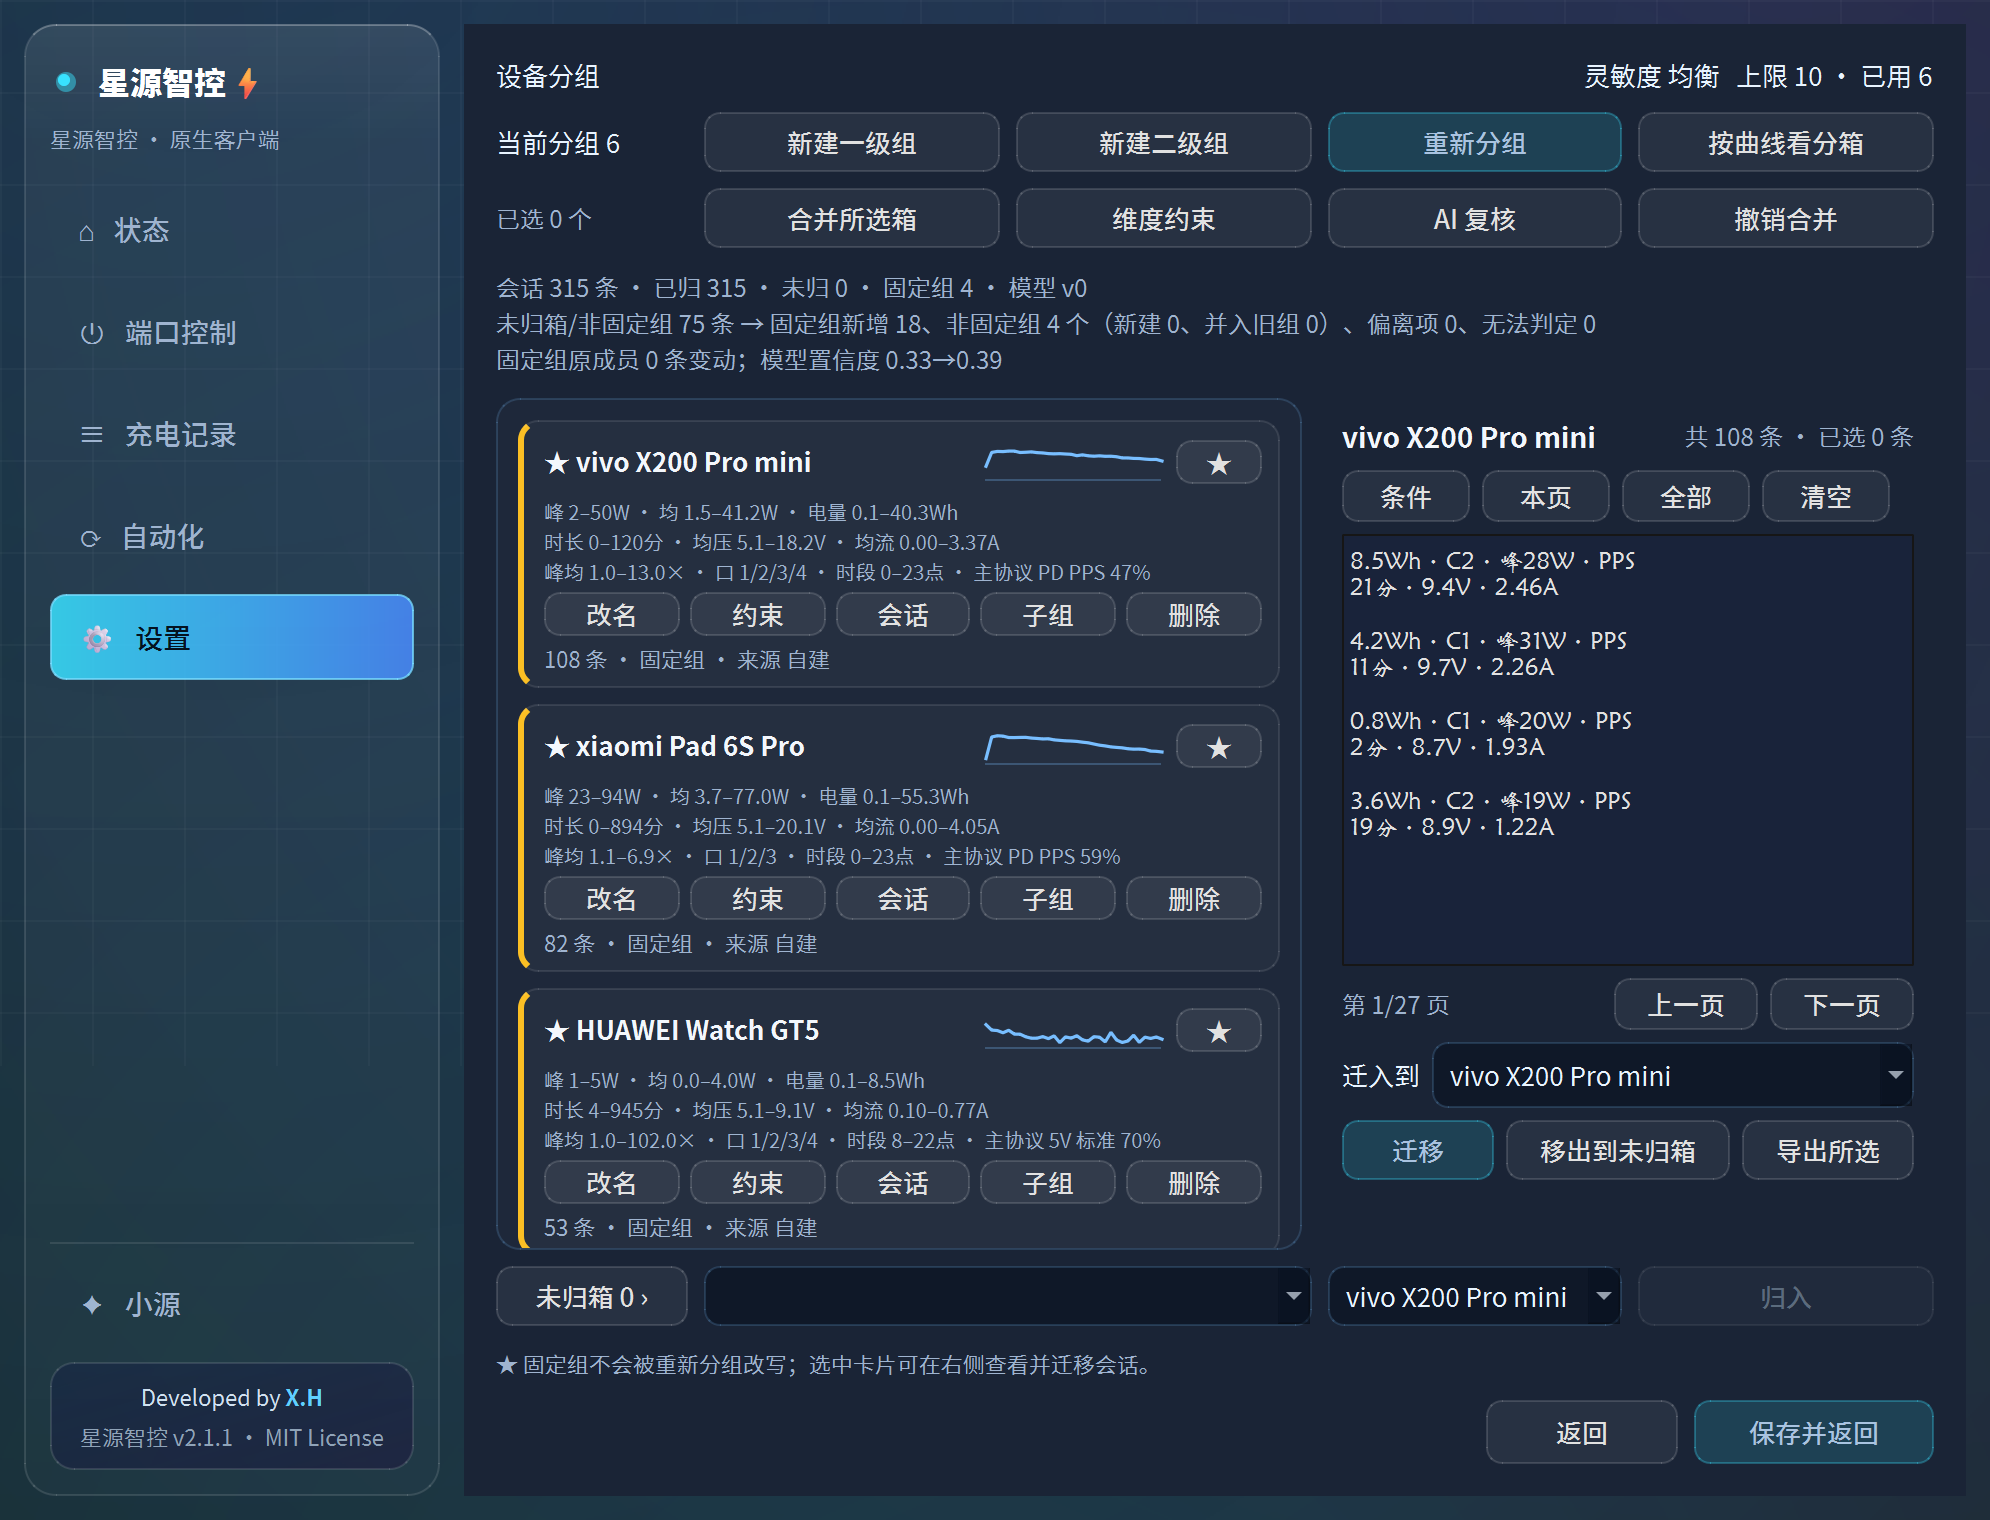 星源智控⚡
星源智控 · 原生客户端
状态
端口控制
充电记录
自动化
设置
小源
Developed by X.H
星源智控 v2.1.1 · MIT License
设备分组
灵敏度 均衡 上限 10 · 已用 6
当前分组 6
新建一级组
新建二级组
重新分组
按曲线看分箱
已选 0 个
合并所选箱
维度约束
AI 复核
撤销合并
会话 315 条 · 已归 315 · 未归 0 · 固定组 4 · 模型 v0
未归箱/非固定组 75 条 → 固定组新增 18、非固定组 4 个（新建 0、并入旧组 0）、偏离项 0、无法判定 0
固定组原成员 0 条变动；模型置信度 0.33→0.39
★ vivo X200 Pro mini
★
峰 2–50W · 均 1.5–41.2W · 电量 0.1–40.3Wh
时长 0–120分 · 均压 5.1–18.2V · 均流 0.00–3.37A
峰均 1.0–13.0× · 口 1/2/3/4 · 时段 0–23点 · 主协议 PD PPS 47%
改名
约束
会话
子组
删除
108 条 · 固定组 · 来源 自建
★ xiaomi Pad 6S Pro
★
峰 23–94W · 均 3.7–77.0W · 电量 0.1–55.3Wh
时长 0–894分 · 均压 5.1–20.1V · 均流 0.00–4.05A
峰均 1.1–6.9× · 口 1/2/3 · 时段 0–23点 · 主协议 PD PPS 59%
改名
约束
会话
子组
删除
82 条 · 固定组 · 来源 自建
★ HUAWEI Watch GT5
★
峰 1–5W · 均 0.0–4.0W · 电量 0.1–8.5Wh
时长 4–945分 · 均压 5.1–9.1V · 均流 0.10–0.77A
峰均 1.0–102.0× · 口 1/2/3/4 · 时段 8–22点 · 主协议 5V 标准 70%
改名
约束
会话
子组
删除
53 条 · 固定组 · 来源 自建
vivo X200 Pro mini
共 108 条 · 已选 0 条
条件
本页
全部
清空
8.5Wh · C2 · 峰28W · PPS
21分 · 9.4V · 2.46A
4.2Wh · C1 · 峰31W · PPS
11分 · 9.7V · 2.26A
0.8Wh · C1 · 峰20W · PPS
2分 · 8.7V · 1.93A
3.6Wh · C2 · 峰19W · PPS
19分 · 8.9V · 1.22A
第 1/27 页
上一页
下一页
迁入到
vivo X200 Pro mini
迁移
移出到未归箱
导出所选
未归箱 0 ›
vivo X200 Pro mini
归入
★ 固定组不会被重新分组改写；选中卡片可在右侧查看并迁移会话。
返回
保存并返回